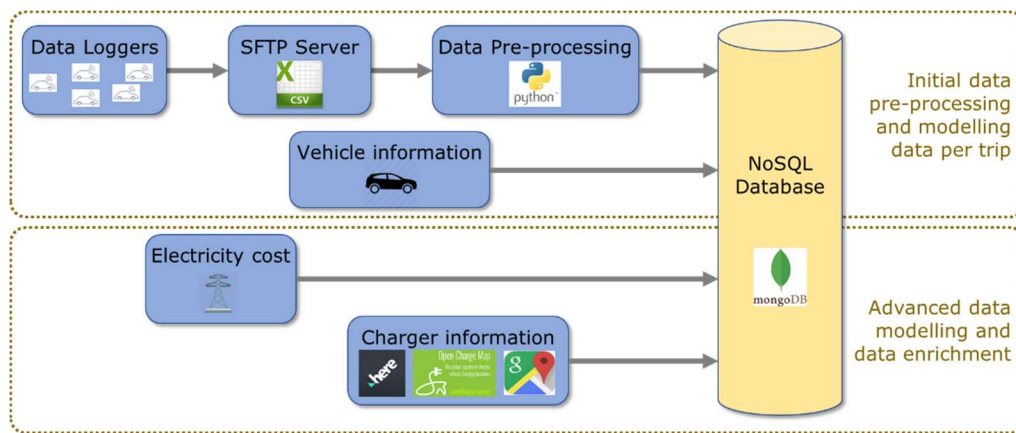 Data Loggers
SFTP Server
CSV
Data Pre-processing
python
Initial data
pre-processing
and modelling
data per trip
Vehicle information
NoSQL
Database
mongoDB
Electricity cost
Charger information
here
Open Charge Map
g
Advanced data
modelling and
data enrichment